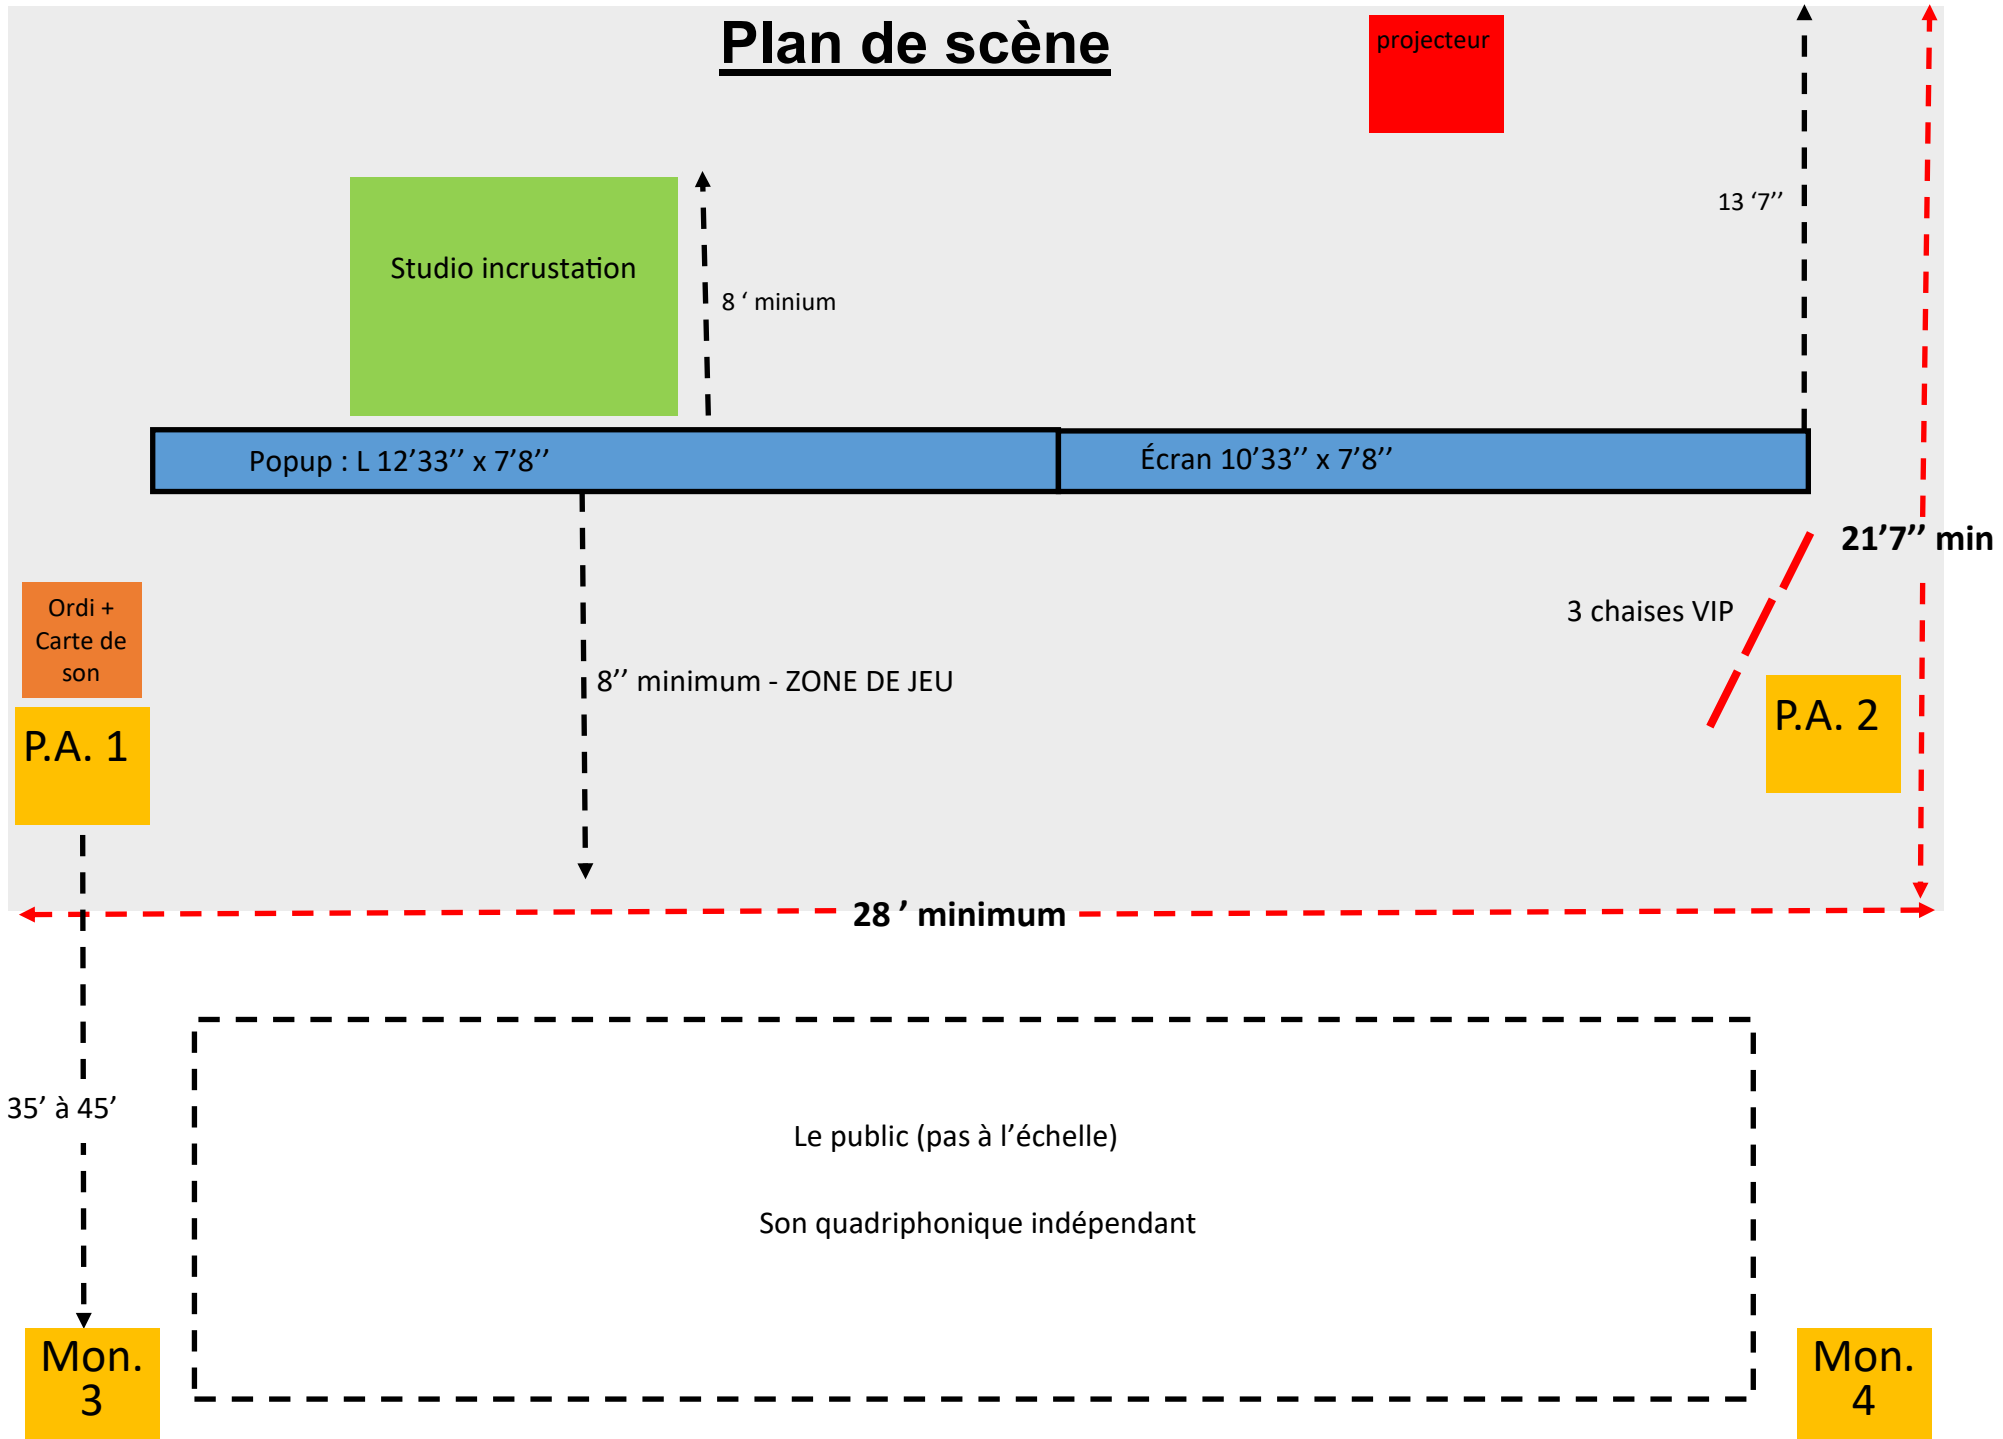 Plan de scène
projecteur
13 ‘7’’
Studio incrustation
8 ‘ minium
Popup : L 12’33’’ x 7’8’’
Écran 10’33’’ x 7’8’’
21’7’’ min
Ordi +
Carte de
son
3 chaises VIP
8’’ minimum - ZONE DE JEU
P.A. 1
P.A. 2
28 ’ minimum
35’ à 45’
Le public (pas à l’échelle)
Son quadriphonique indépendant
Mon.
3
Mon.
4